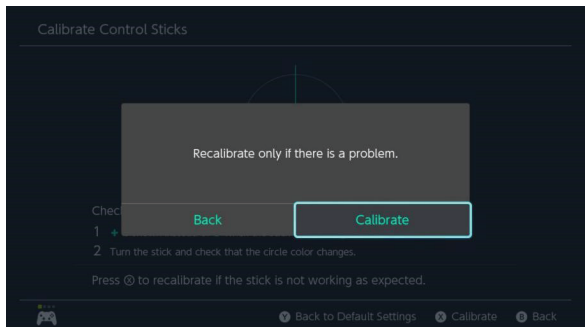 Calibrate Control Sticks
Recalibrate only if there is a problem.
Back
Calibrate
Chec
1 +
2 Turn the stick and check that the circle color changes.
Press Ⓧ to recalibrate if the stick is not working as expected.
Ⓨ Back to Default Settings Ⓧ Calibrate Ⓑ Back